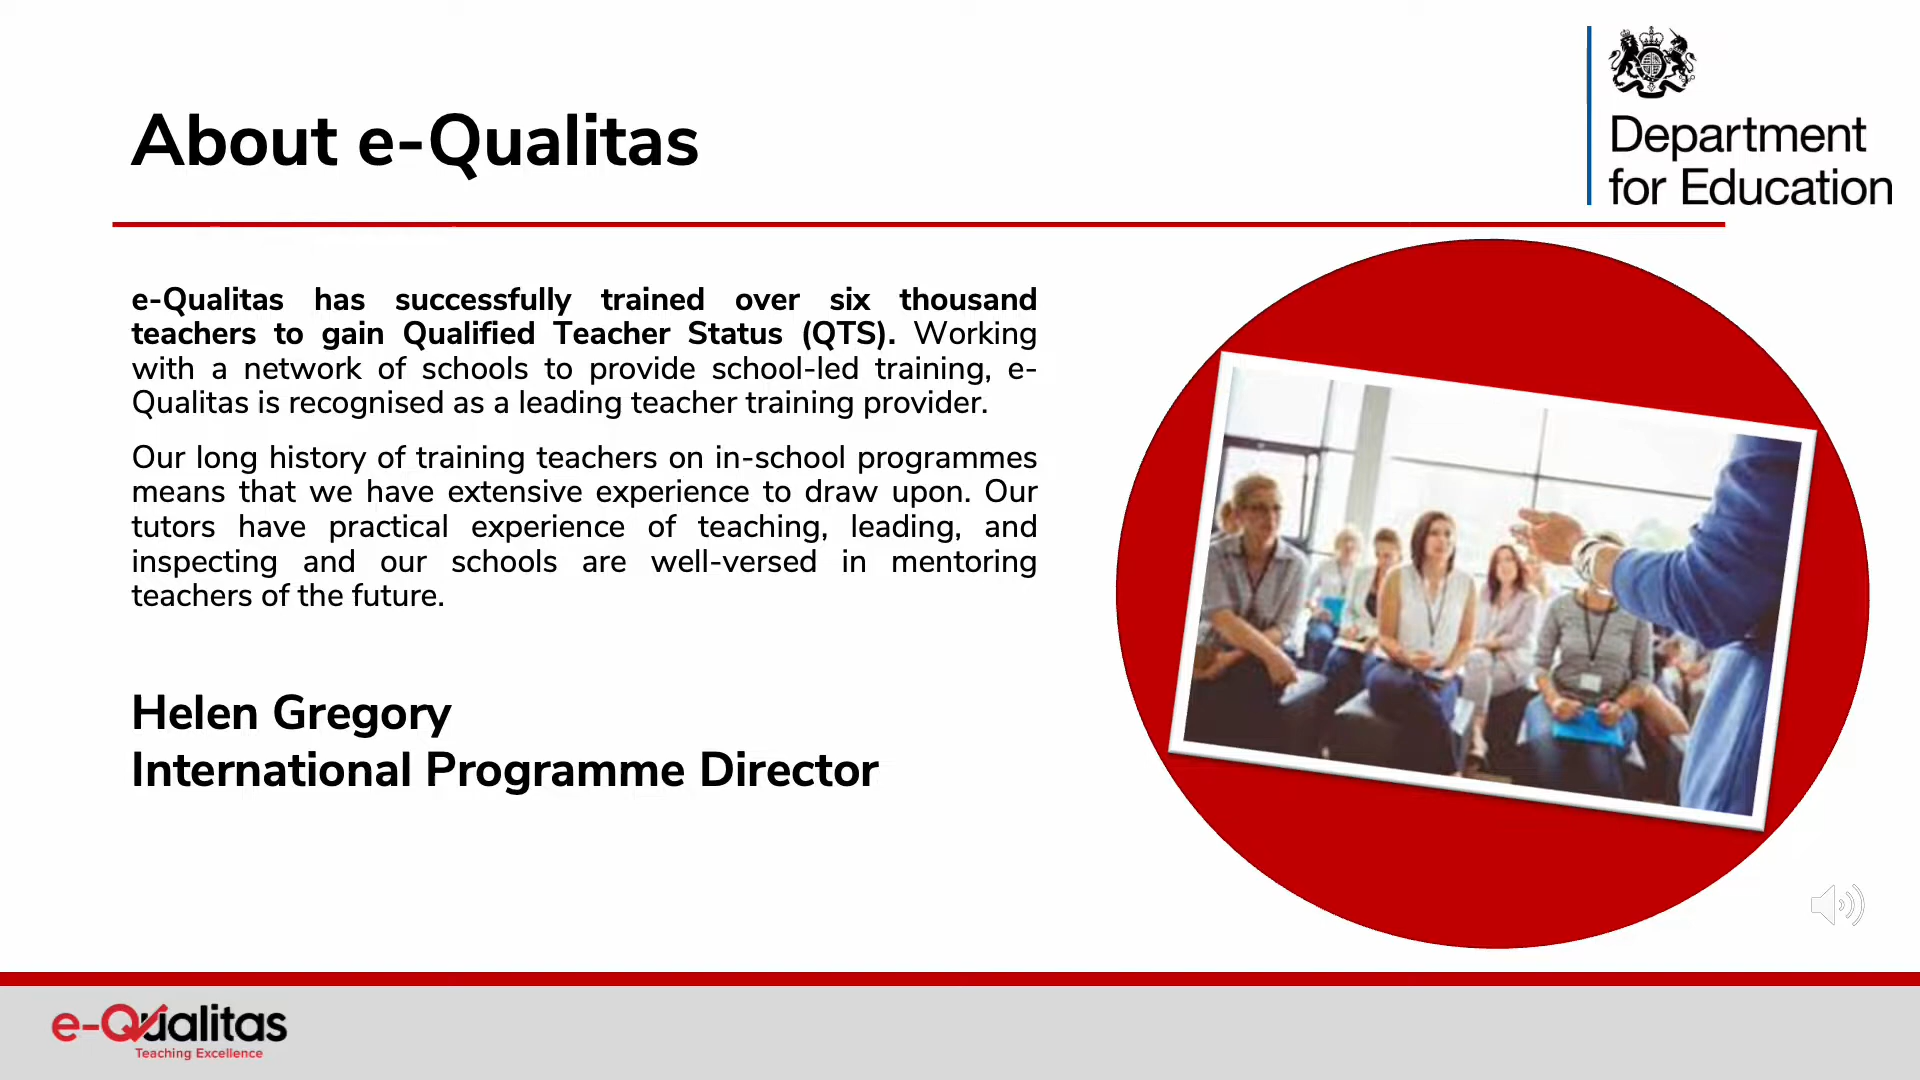 About e-Qualitas
Department
for Education
e-Qualitas has successfully trained over six thousand
teachers to gain Qualified Teacher Status (QTS). Working
with a network of schools to provide school-led training, e-
Qualitas is recognised as a leading teacher training provider.
Our long history of training teachers on in-school programmes
means that we have extensive experience to draw upon. Our
tutors have practical experience of teaching, leading, and
inspecting and our schools are well-versed in mentoring
teachers of the future.
Helen Gregory
International Programme Director
e-Qualitas
Teaching Excellence